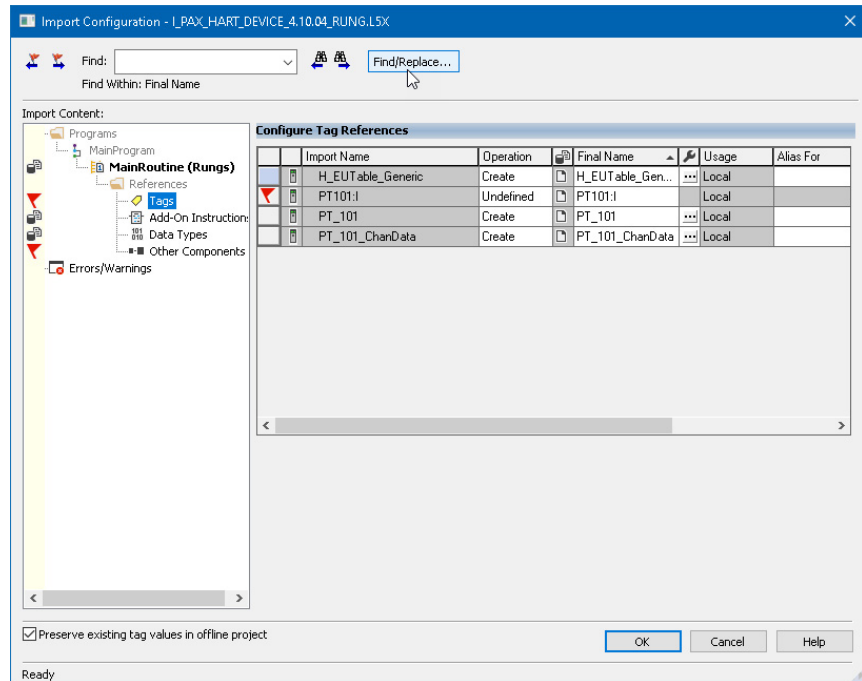 Import Configuration - I_PAX_HART_DEVICE_4.10.04_RUNG.L5X
Find:
Find/Replace...
Find Within: Final Name
Import Content:
Programs
MainProgram
MainRoutine (Rungs)
References
Tags
Add-On Instruction
Data Types
Other Components
Errors/Warnings
Configure Tag References
Import Name Operation Final Name Usage Alias For
H_EUTable_Generic Create H_EUTable_Gen... ... Local
PT101:I Undefined PT101:I Local
PT_101 Create PT_101 ... Local
PT_101_ChanData Create PT_101_ChanData ... Local
Preserve existing tag values in offline project
OK Cancel Help
Ready